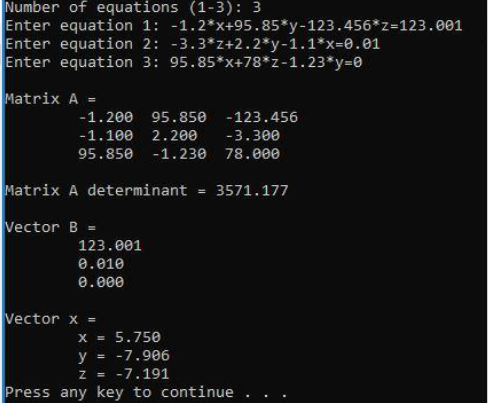 Number of equations (1-3): 3
Enter equation 1: -1.2*x+95.85*y-123.456*z=123.001
Enter equation 2: -3.3*z+2.2*y-1.1*x=0.01
Enter equation 3: 95.85*x+78*z-1.23*y=0
Matrix A =
-1.200 95.850 -123.456
-1.100 2.200 -3.300
95.850 -1.230 78.000
Matrix A determinant = 3571.177
Vector B =
123.001
0.010
0.000
Vector x =
x = 5.750
y = -7.906
z = -7.191
Press any key to continue . . .